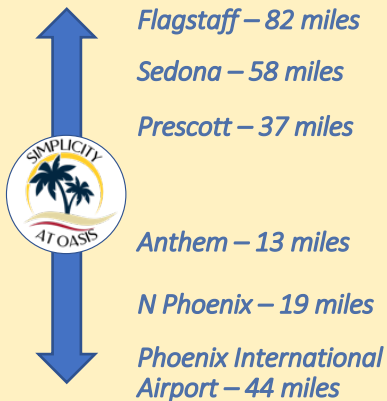 Flagstaff – 82 miles
Sedona – 58 miles
Prescott – 37 miles
SIMPLICITY
AT OASIS
Anthem – 13 miles
N Phoenix – 19 miles
Phoenix International
Airport – 44 miles